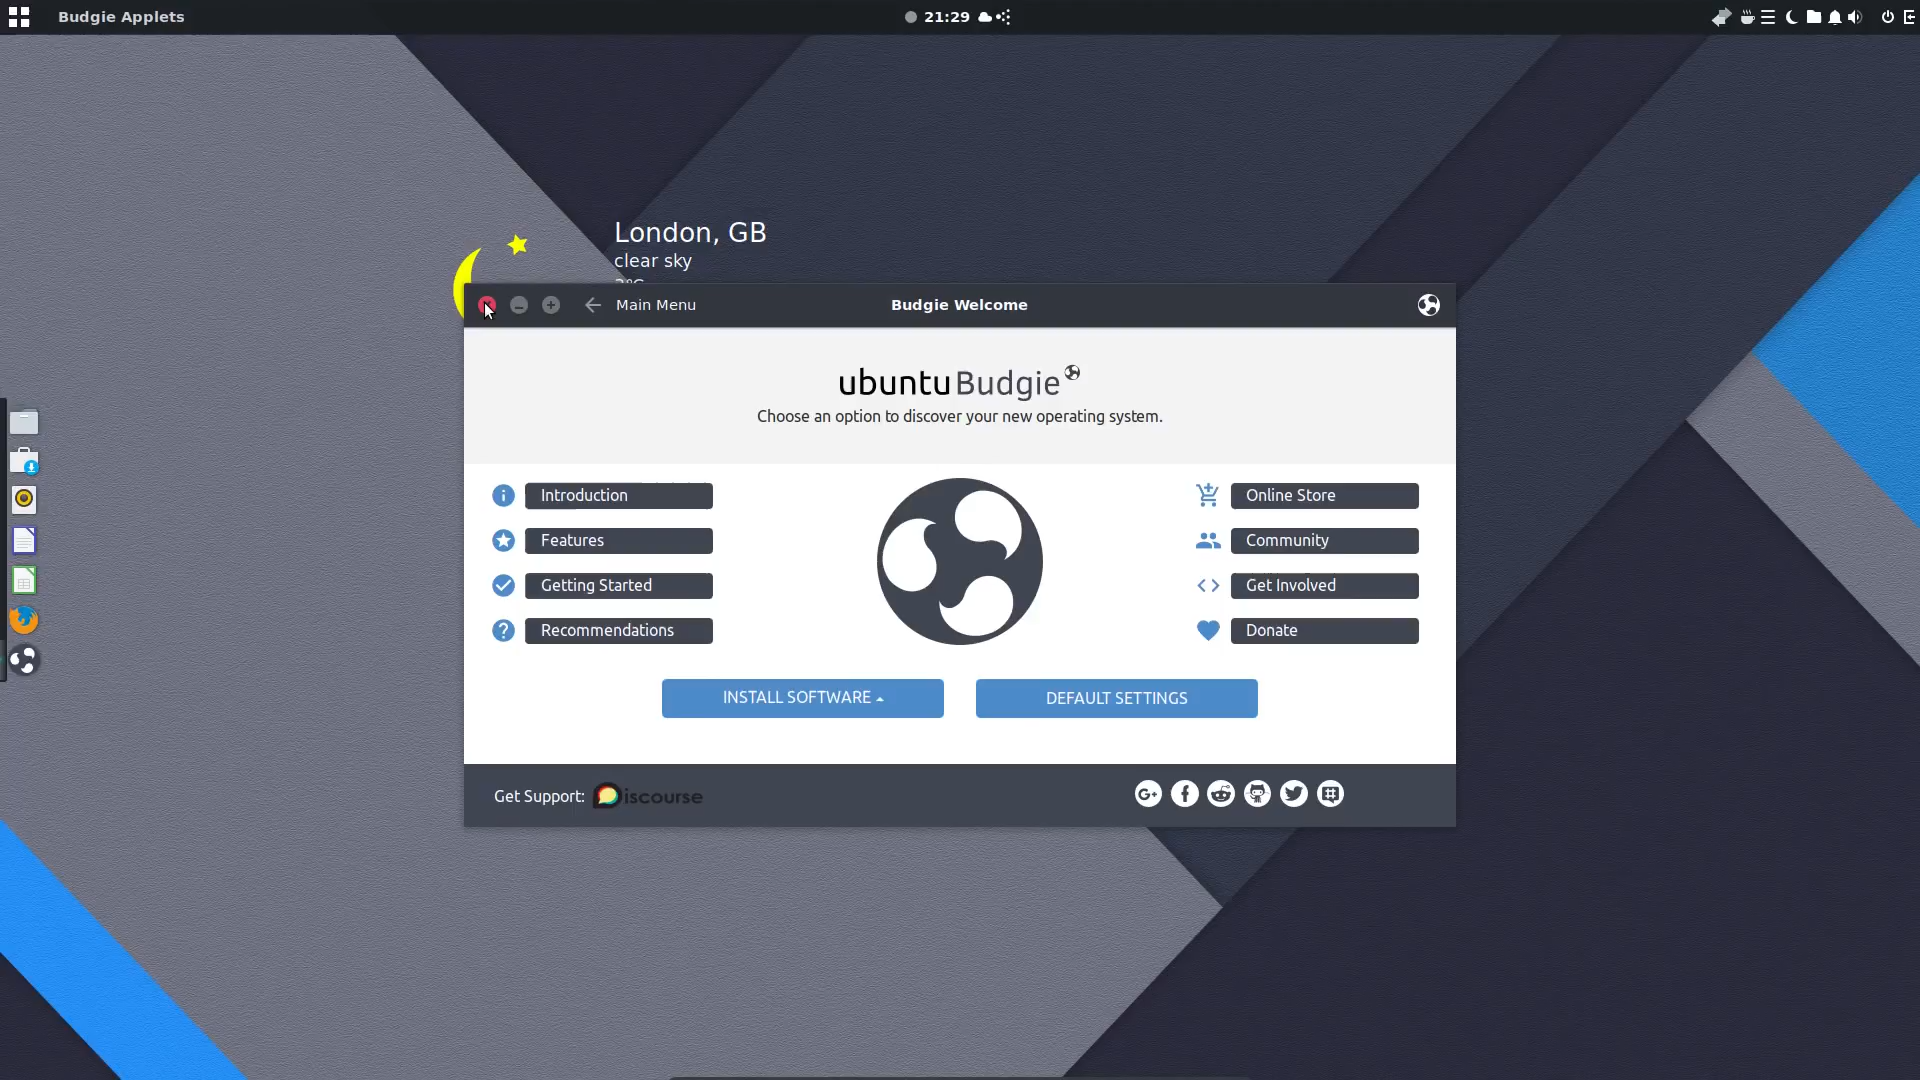 Budgie Applets
21:29
London, GB
clear sky
Main Menu
Budgie Welcome
ubuntu Budgie
Choose an option to discover your new operating system.
Introduction
Features
Getting Started
Recommendations
Online Store
Community
Get Involved
Donate
INSTALL SOFTWARE
DEFAULT SETTINGS
Get Support: Discourse